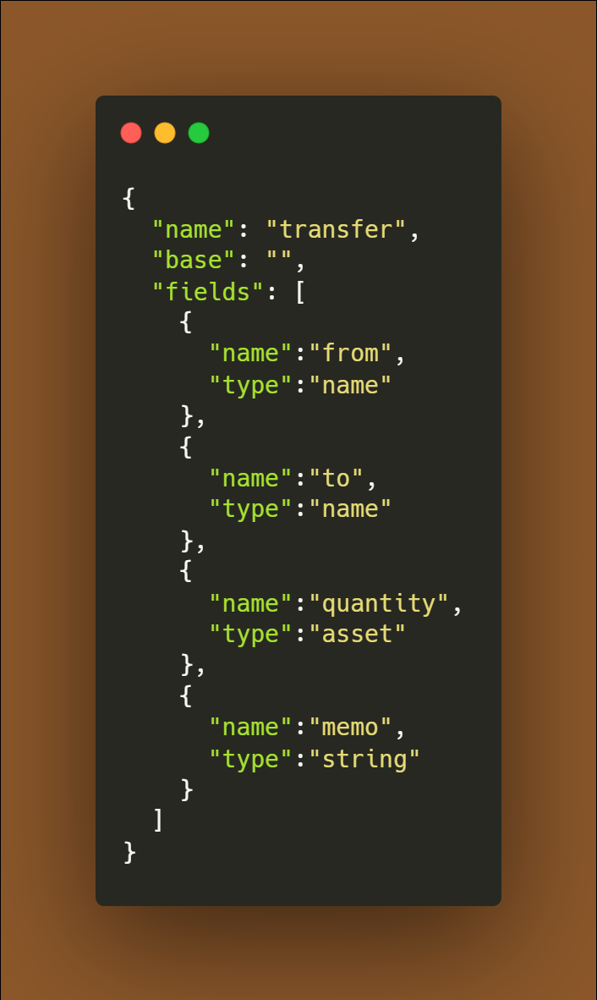 {
  "name": "transfer",
  "base": "",
  "fields": [
    {
      "name":"from",
      "type":"name"
    },
    {
      "name":"to",
      "type":"name"
    },
    {
      "name":"quantity",
      "type":"asset"
    },
    {
      "name":"memo",
      "type":"string"
    }
  ]
}